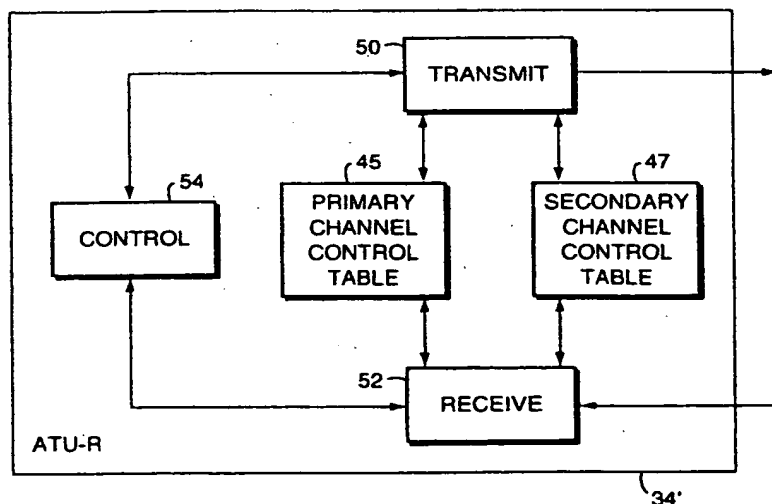 50
TRANSMIT
54
CONTROL
45
PRIMARY
CHANNEL
CONTROL
TABLE
47
SECONDARY
CHANNEL
CONTROL
TABLE
52
RECEIVE
ATU-R
34'